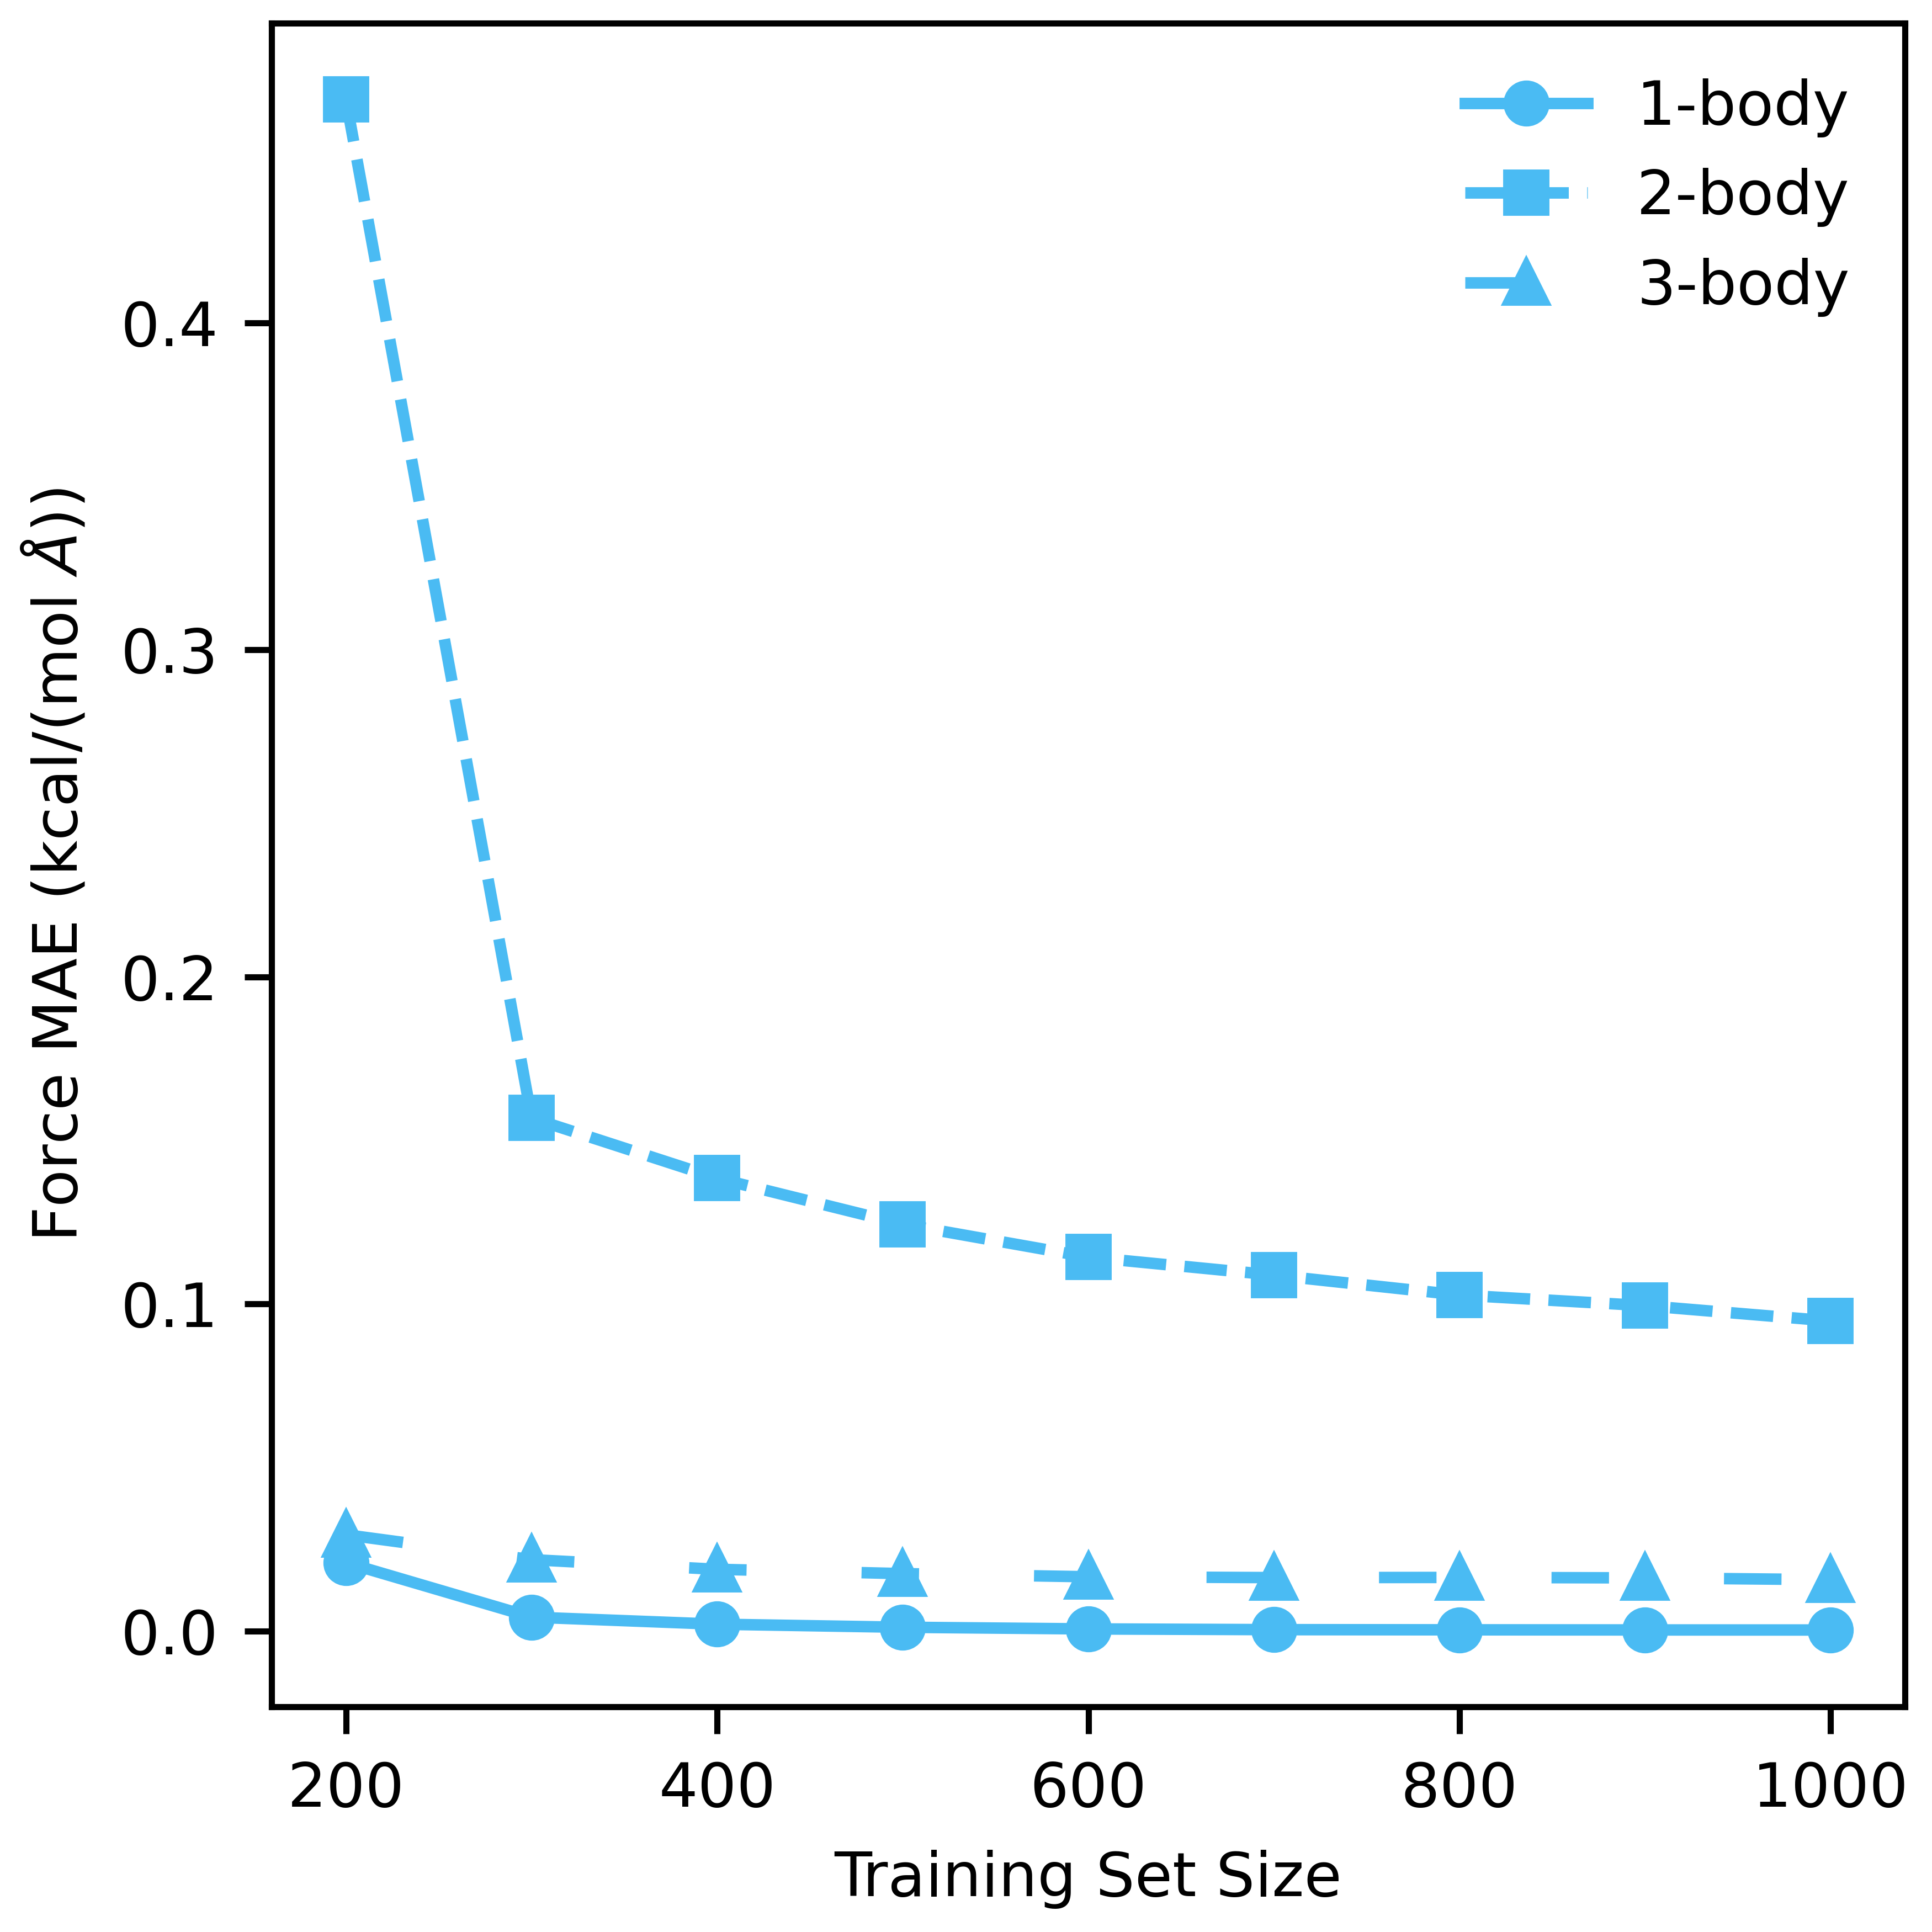 1-body
2-body
3-body
Force MAE (kcal/(mol Å))
0.4
0.3
0.2
0.1
0.0
200 400 600 800 1000
Training Set Size